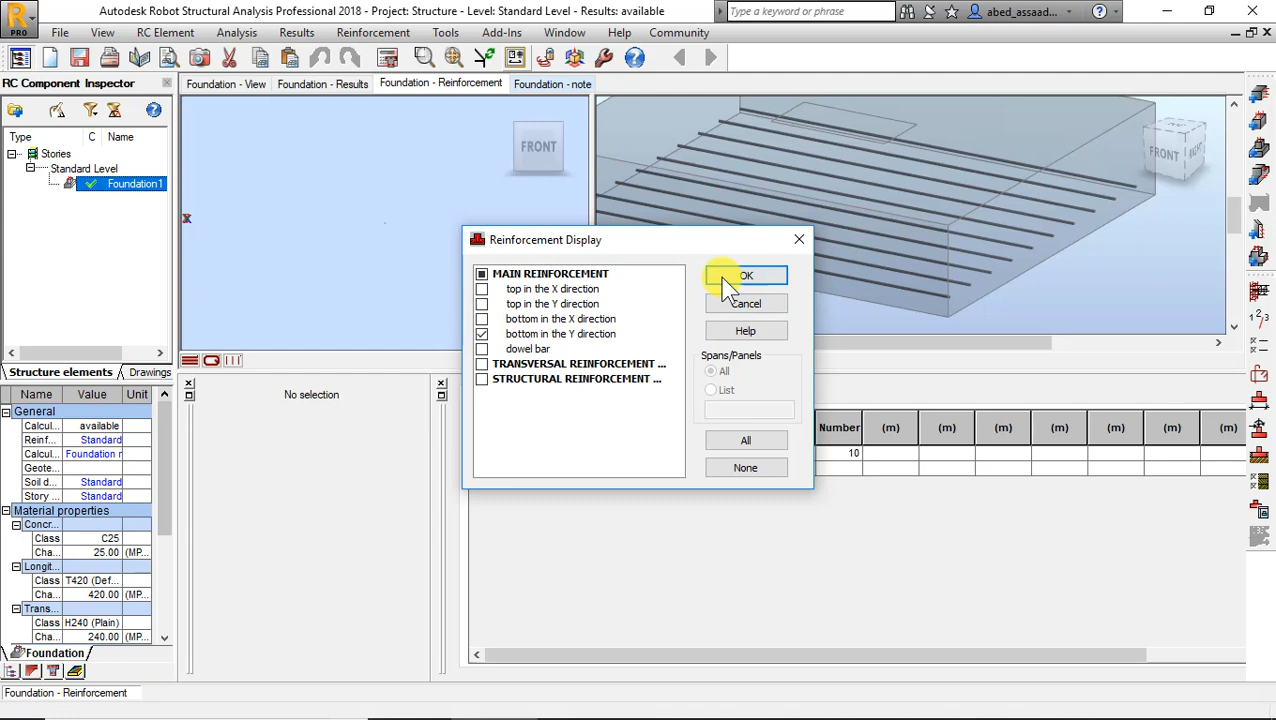 Autodesk Robot Structural Analysis Professional 2018 - Project: Structure - Level: Standard Level - Results: available
Type a keyword or phrase
abed_assaad...
PRO
File View RC Element Analysis Results Reinforcement Tools Add-Ins Window Help Community
RC Component Inspector
Foundation - View
Foundation - Results
Foundation - Reinforcement
Foundation - note
Type C Name
Stories
Standard Level
Foundation1
FRONT
FRONT
RIGHT
X
Reinforcement Display
MAIN REINFORCEMENT
top in the X direction
top in the Y direction
bottom in the X direction
bottom in the Y direction
dowel bar
TRANSVERSAL REINFORCEMENT ...
STRUCTURAL REINFORCEMENT ...
OK
Cancel
Help
Spans/Panels
All
List
All
None
Structure elements
Drawings
No selection
Name Value Unit
General
Calcul available
Reinf Standard
Calcul Foundation r
Geote
Soil d Standard
Story Standard
Material properties
Concr
Class C25
Cha 25.00 (MP
Longit
Class T420 (Def
Cha 420.00 (MP
Trans
Class H240 (Plain)
Cha 240.00 (MP
Foundation
Number (m) (m) (m) (m) (m) (m) (m)
10
Foundation - Reinforcement